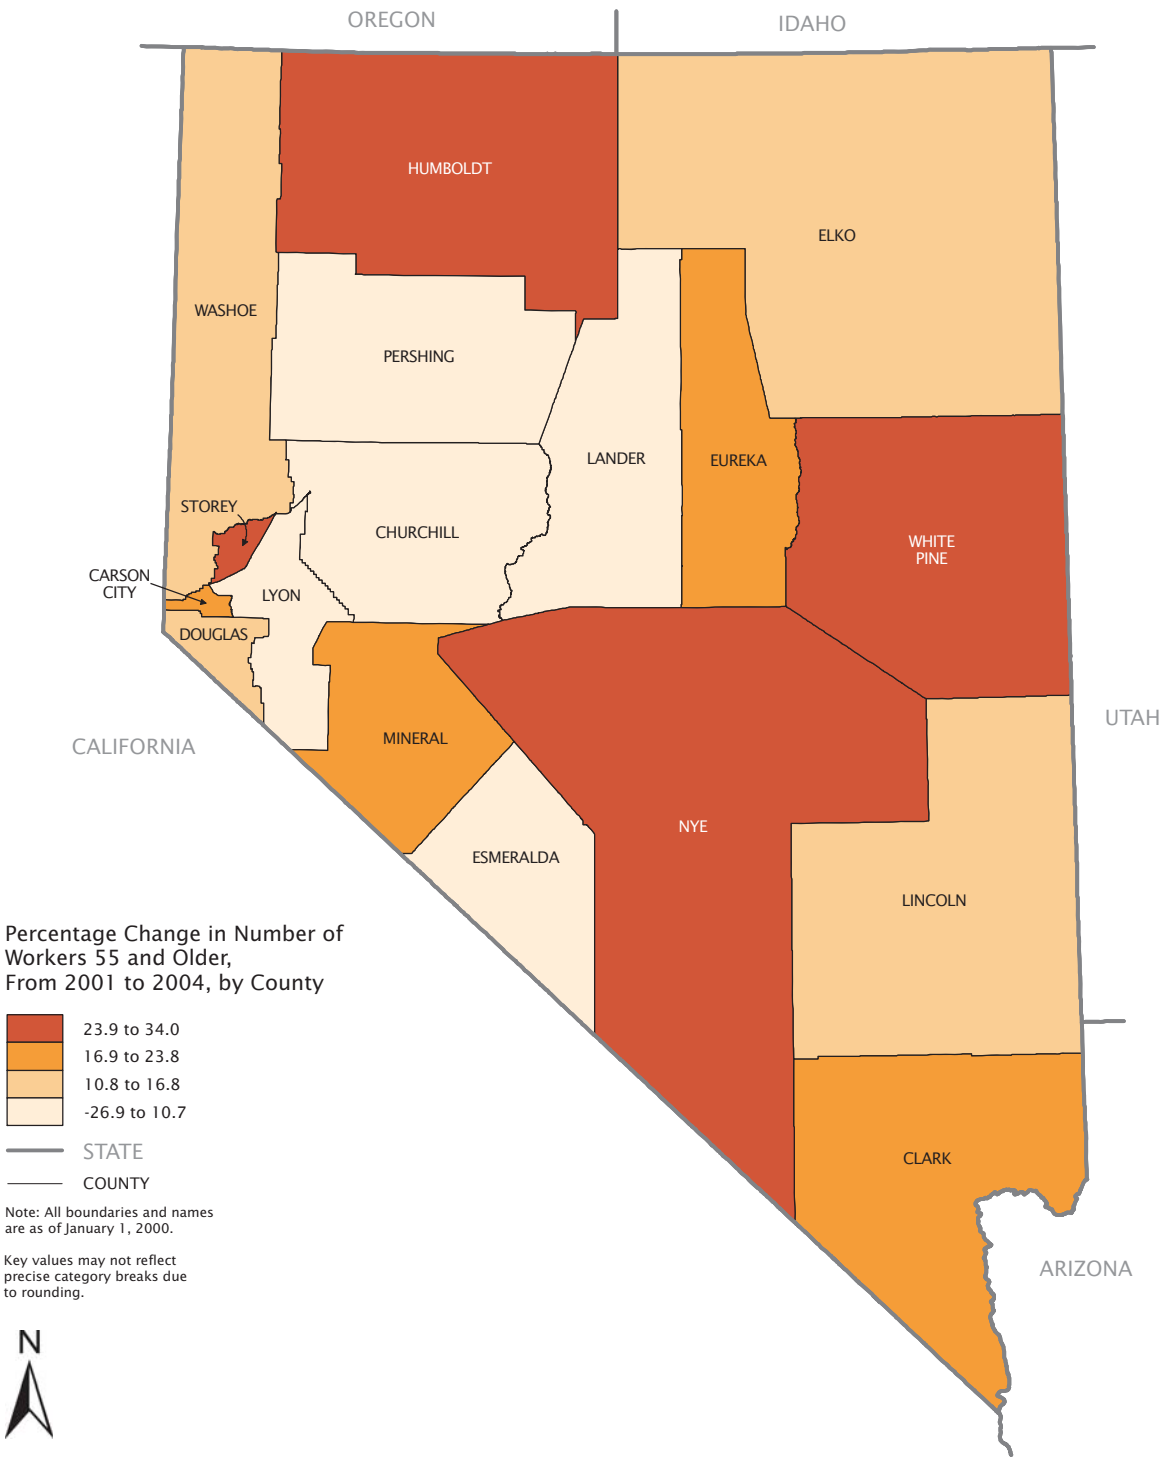 OREGON
IDAHO
HUMBOLDT
ELKO
WASHOE
PERSHING
LANDER
EUREKA
STOREY
CHURCHILL
WHITE
PINE
CARSON
CITY
LYON
DOUGLAS
UTAH
CALIFORNIA
MINERAL
NYE
ESMERALDA
LINCOLN
Percentage Change in Number of
Workers 55 and Older,
From 2001 to 2004, by County
23.9 to 34.0
16.9 to 23.8
10.8 to 16.8
-26.9 to 10.7
STATE
COUNTY
CLARK
Note: All boundaries and names
are as of January 1, 2000.
Key values may not reflect
precise category breaks due
to rounding.
ARIZONA
N